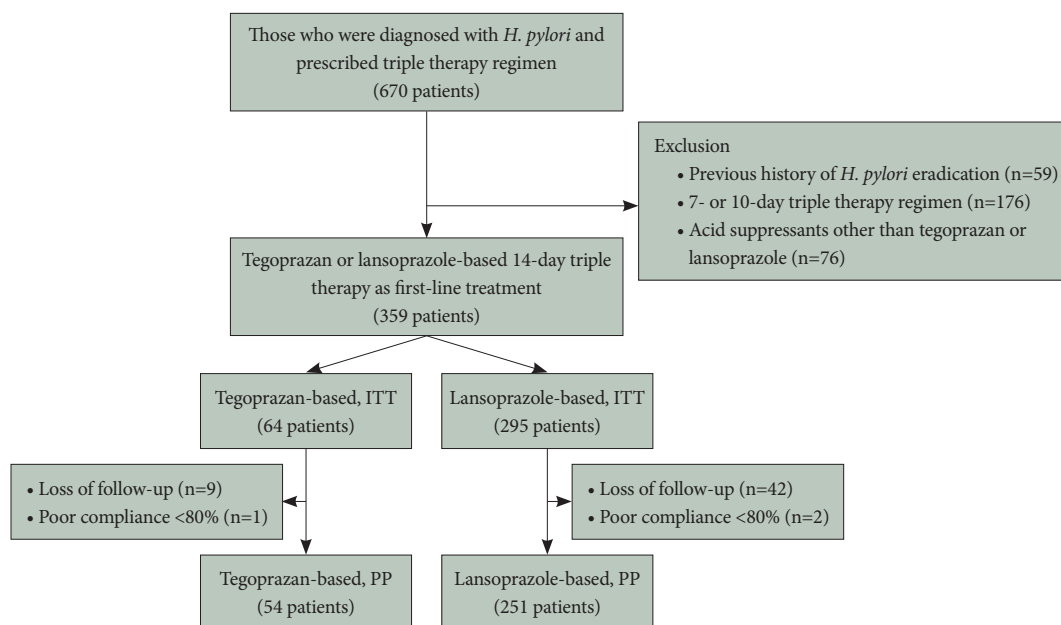 Those who were diagnosed with H. pylori and
prescribed triple therapy regimen
(670 patients)
Exclusion
• Previous history of H. pylori eradication (n=59)
• 7- or 10-day triple therapy regimen (n=176)
• Acid suppressants other than tegoprazan or
lansoprazole (n=76)
Tegoprazan or lansoprazole-based 14-day triple
therapy as first-line treatment
(359 patients)
Tegoprazan-based, ITT
(64 patients)
Lansoprazole-based, ITT
(295 patients)
• Loss of follow-up (n=9)
• Poor compliance <80% (n=1)
• Loss of follow-up (n=42)
• Poor compliance <80% (n=2)
Tegoprazan-based, PP
(54 patients)
Lansoprazole-based, PP
(251 patients)